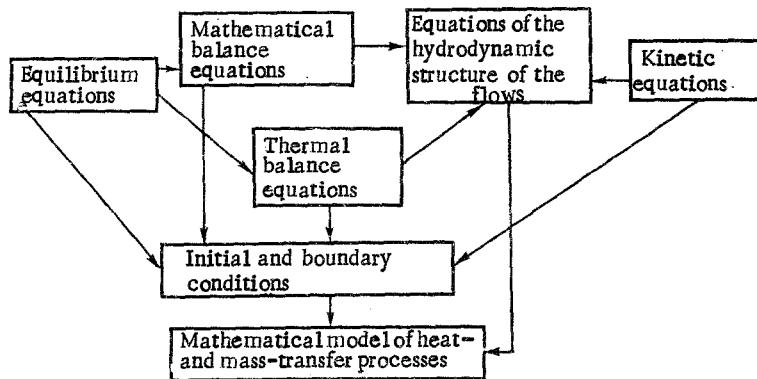 Mathematical
balance
equations
Equations of the
hydrodynamic
structure of the
flows
Kinetic
equations
Equilibrium
equations
Thermal
balance
equations
Initial and boundary
conditions
Mathematical model of heat-
and mass-transfer processes